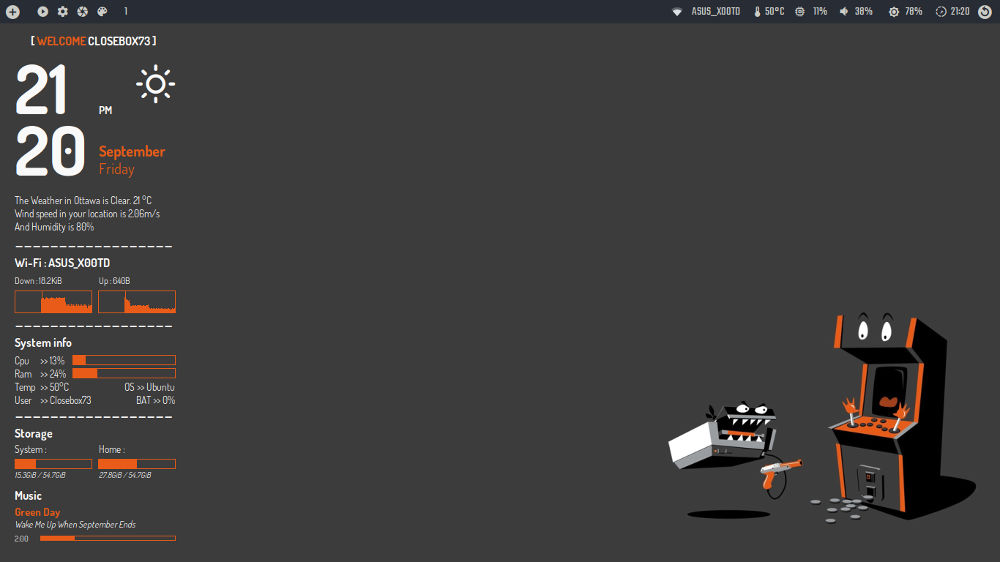 1
ASUS_X00TD 50°C 11% 38% 78% 21:20
[ WELCOME CLOSEBOX73 ]
21
PM
20
September
Friday
The Weather in Ottawa is Clear. 21 °C
Wind speed in your location is 2.06m/s
And Humidity is 80%
Wi-Fi : ASUS_X00TD
Down : 18.2KiB Up : 640B
System info
Cpu >> 13%
Ram >> 24%
Temp >> 50°C OS >> Ubuntu
User >> Closebox73 BAT >> 0%
Storage
System : Home :
15.3GiB / 54.7GiB 27.8GiB / 54.7GiB
Music
Green Day
Wake Me Up When September Ends
2:00